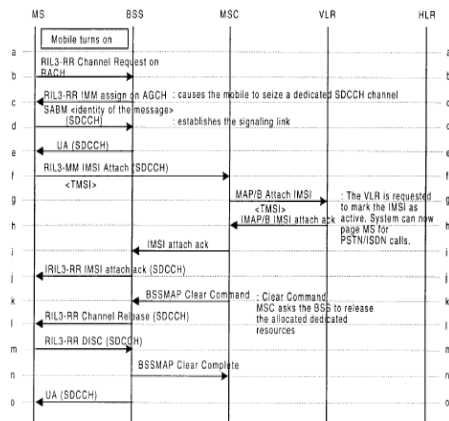 MS BSS MSC VLR HLR
Mobile turns on
a a
RIL3-RR Channel Request on
RACH
b b
RIL3-RR IMM assign on AGCH : causes the mobile to seize a dedicated SDCCH channel
c c
SABM <identity of the message>
(SDCCH) : establishes the signaling link
d d
UA (SDCCH)
e e
RIL3-MM IMSI Attach (SDCCH)
f f
<TMSI>
MAP/B Attach IMSI : The VLR is requested
to mark the IMSI as
active. System can now
page MS for
PSTN/ISDN calls.
g g
<TMSI>
IMAP/B IMSI attach ack
h h
IMSI attach ack
i i
IRIL3-RR IMSI attach ack (SDCCH)
j j
BSSMAP Clear Command : Clear Command
MSC asks the BSS to release
the allocated dedicated
resources
k k
RIL3-RR Channel Release (SDCCH)
l l
RIL3-RR DISC (SDCCH)
m m
BSSMAP Clear Complete
n n
UA (SDCCH)
o o